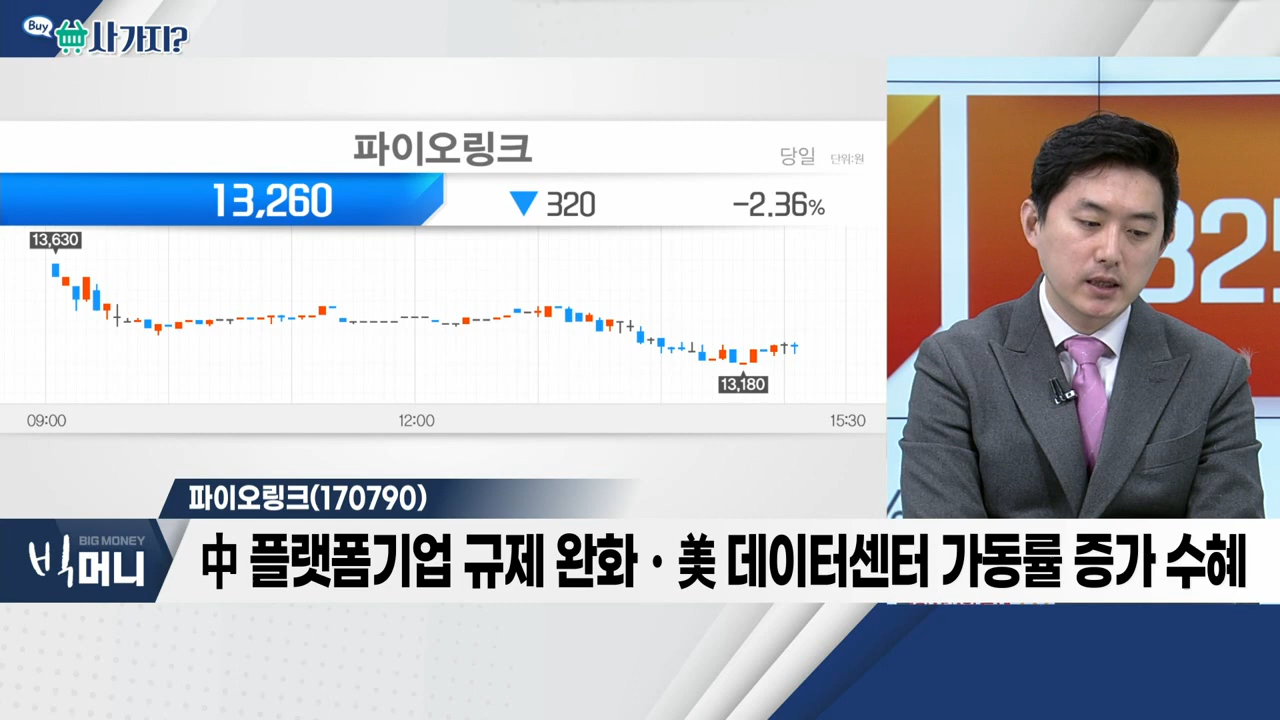 Buy
사가지?
파이오링크
당일 단위:원
13,260 ▼ 320 -2.36%
13,630
13,180
09:00 12:00 15:30
파이오링크(170790)
BIG MONEY
빅머니
中 플랫폼기업 규제 완화·美 데이터센터 가동률 증가 수혜